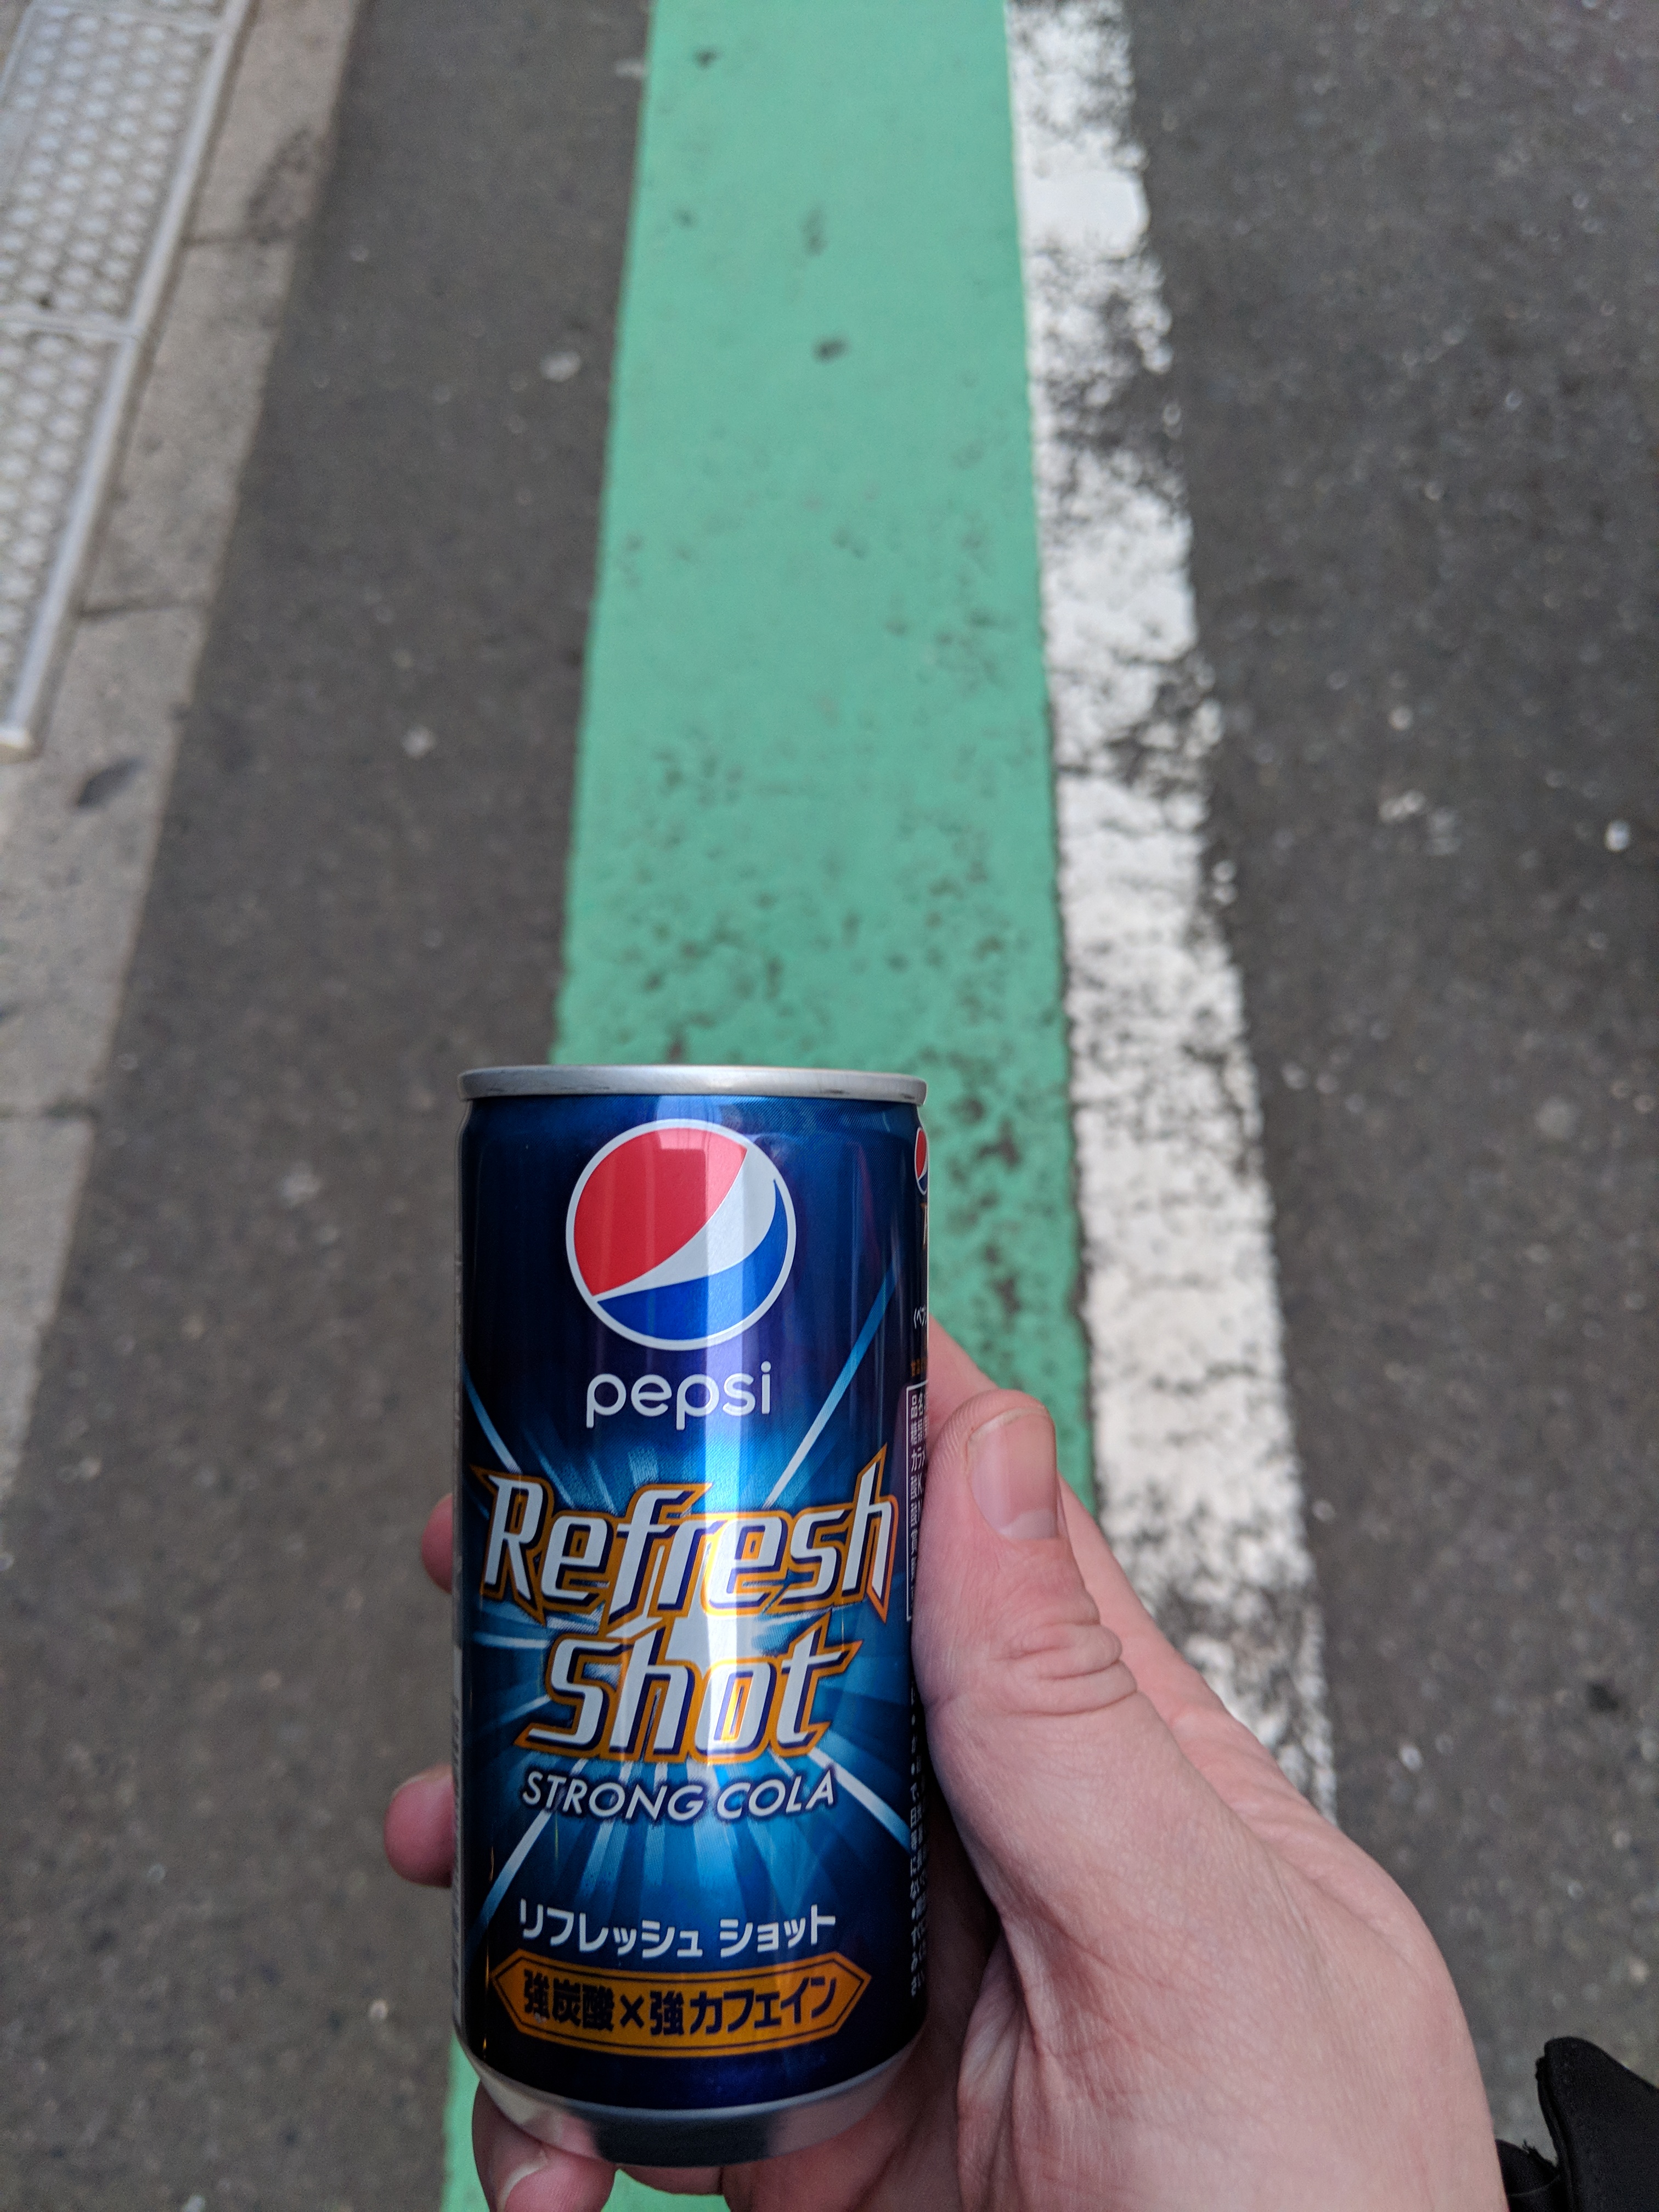 pepsi
Refresh
Shot
STRONG COLA
リフレッシュ ショット
強炭酸×強カフェイン